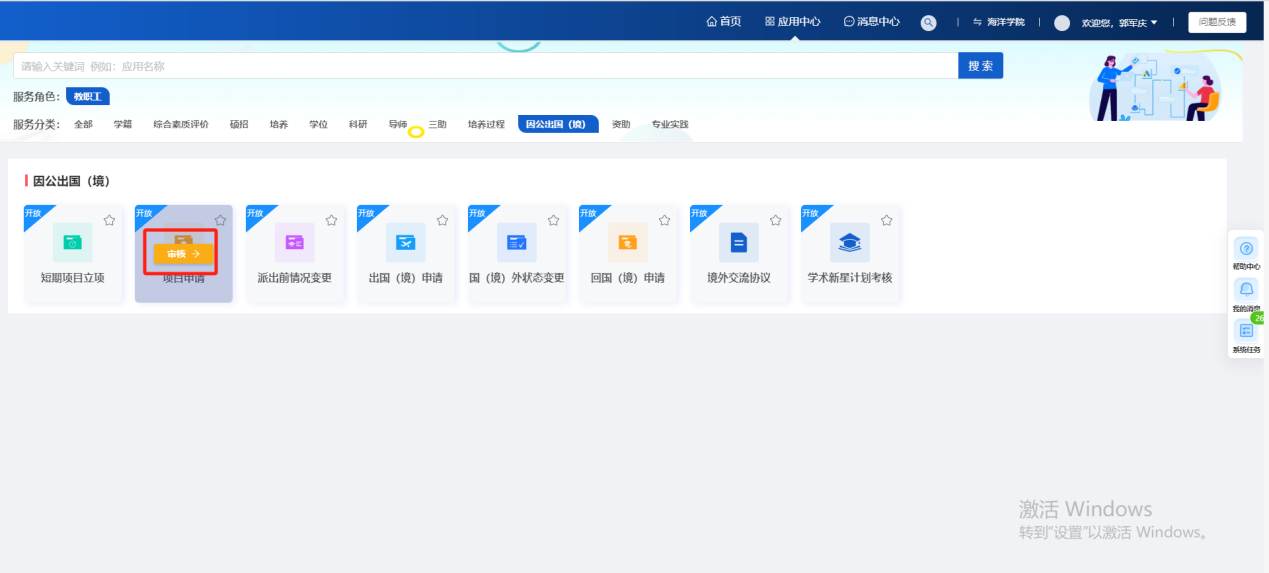 首页 应用中心 消息中心 海洋学院 欢迎您，郭军庆 问题反馈
请输入关键词 例如：应用名称 搜索
服务角色： 教职工
服务分类： 全部 学籍 综合素质评价 硕招 培养 学位 科研 导师 三助 培养过程 因公出国（境） 资助 专业实践
因公出国（境）
开放 开放 开放 开放 开放 开放 开放 开放
审核
短期项目立项 项目申请 派出前情况变更 出国（境）申请 国（境）外状态变更 回国（境）申请 境外交流协议 学术新星计划考核
帮助中心
我的消息
26
系统任务
激活 Windows
转到"设置"以激活 Windows。